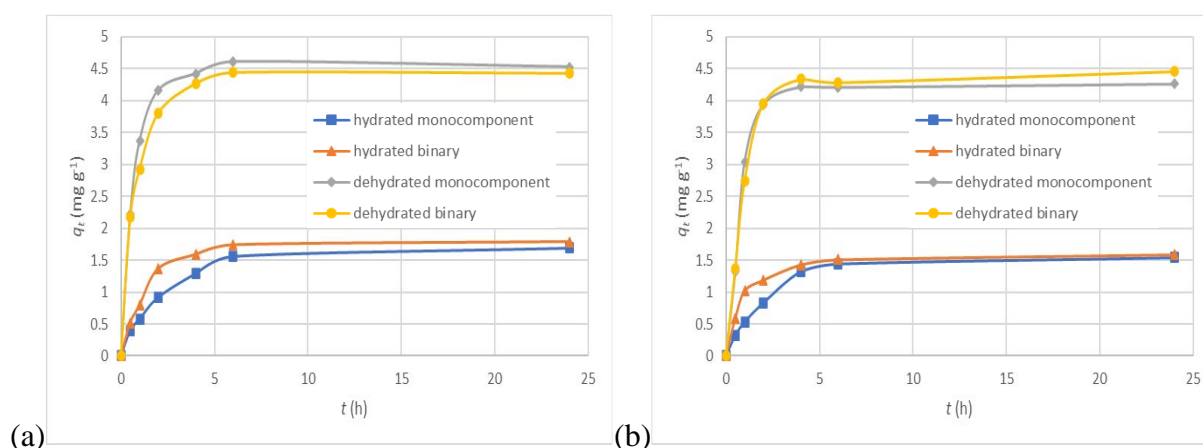 5
4.5
4
3.5
3
2.5
2
1.5
1
0.5
0
q_t (mg g⁻¹)
hydrated monocomponent
hydrated binary
dehydrated monocomponent
dehydrated binary
0 5 10 15 20 25
t (h)
(a)
5
4.5
4
3.5
3
2.5
2
1.5
1
0.5
0
q_t (mg g⁻¹)
hydrated monocomponent
hydrated binary
dehydrated monocomponent
dehydrated binary
0 5 10 15 20 25
t (h)
(b)